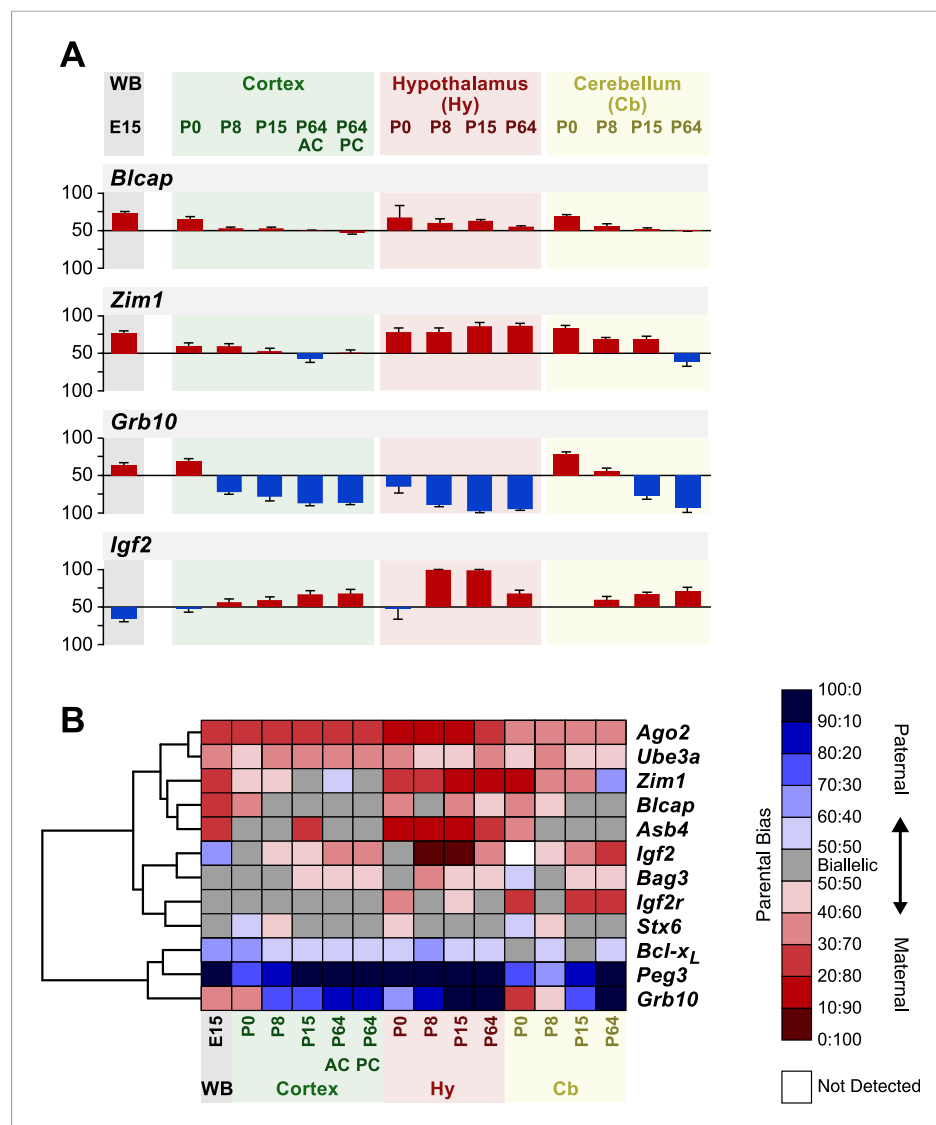 A
WB Cortex Hypothalamus (Hy) Cerebellum (Cb)
E15 P0 P8 P15 P64 AC P64 PC P0 P8 P15 P64 P0 P8 P15 P64
Blcap
100
50
100
Zim1
100
50
100
Grb10
100
50
100
Igf2
100
50
100
B
Ago2
Ube3a
Zim1
Blcap
Asb4
Igf2
Bag3
Igf2r
Stx6
Bcl-xL
Peg3
Grb10
E15 P0 P8 P15 P64 P64 P0 P8 P15 P64 P0 P8 P15 P64
AC PC
WB Cortex Hy Cb
Parental Bias
100:0
90:10
80:20
70:30
60:40
50:50
Biallelic
50:50
40:60
30:70
20:80
10:90
0:100
Paternal
Maternal
Not Detected